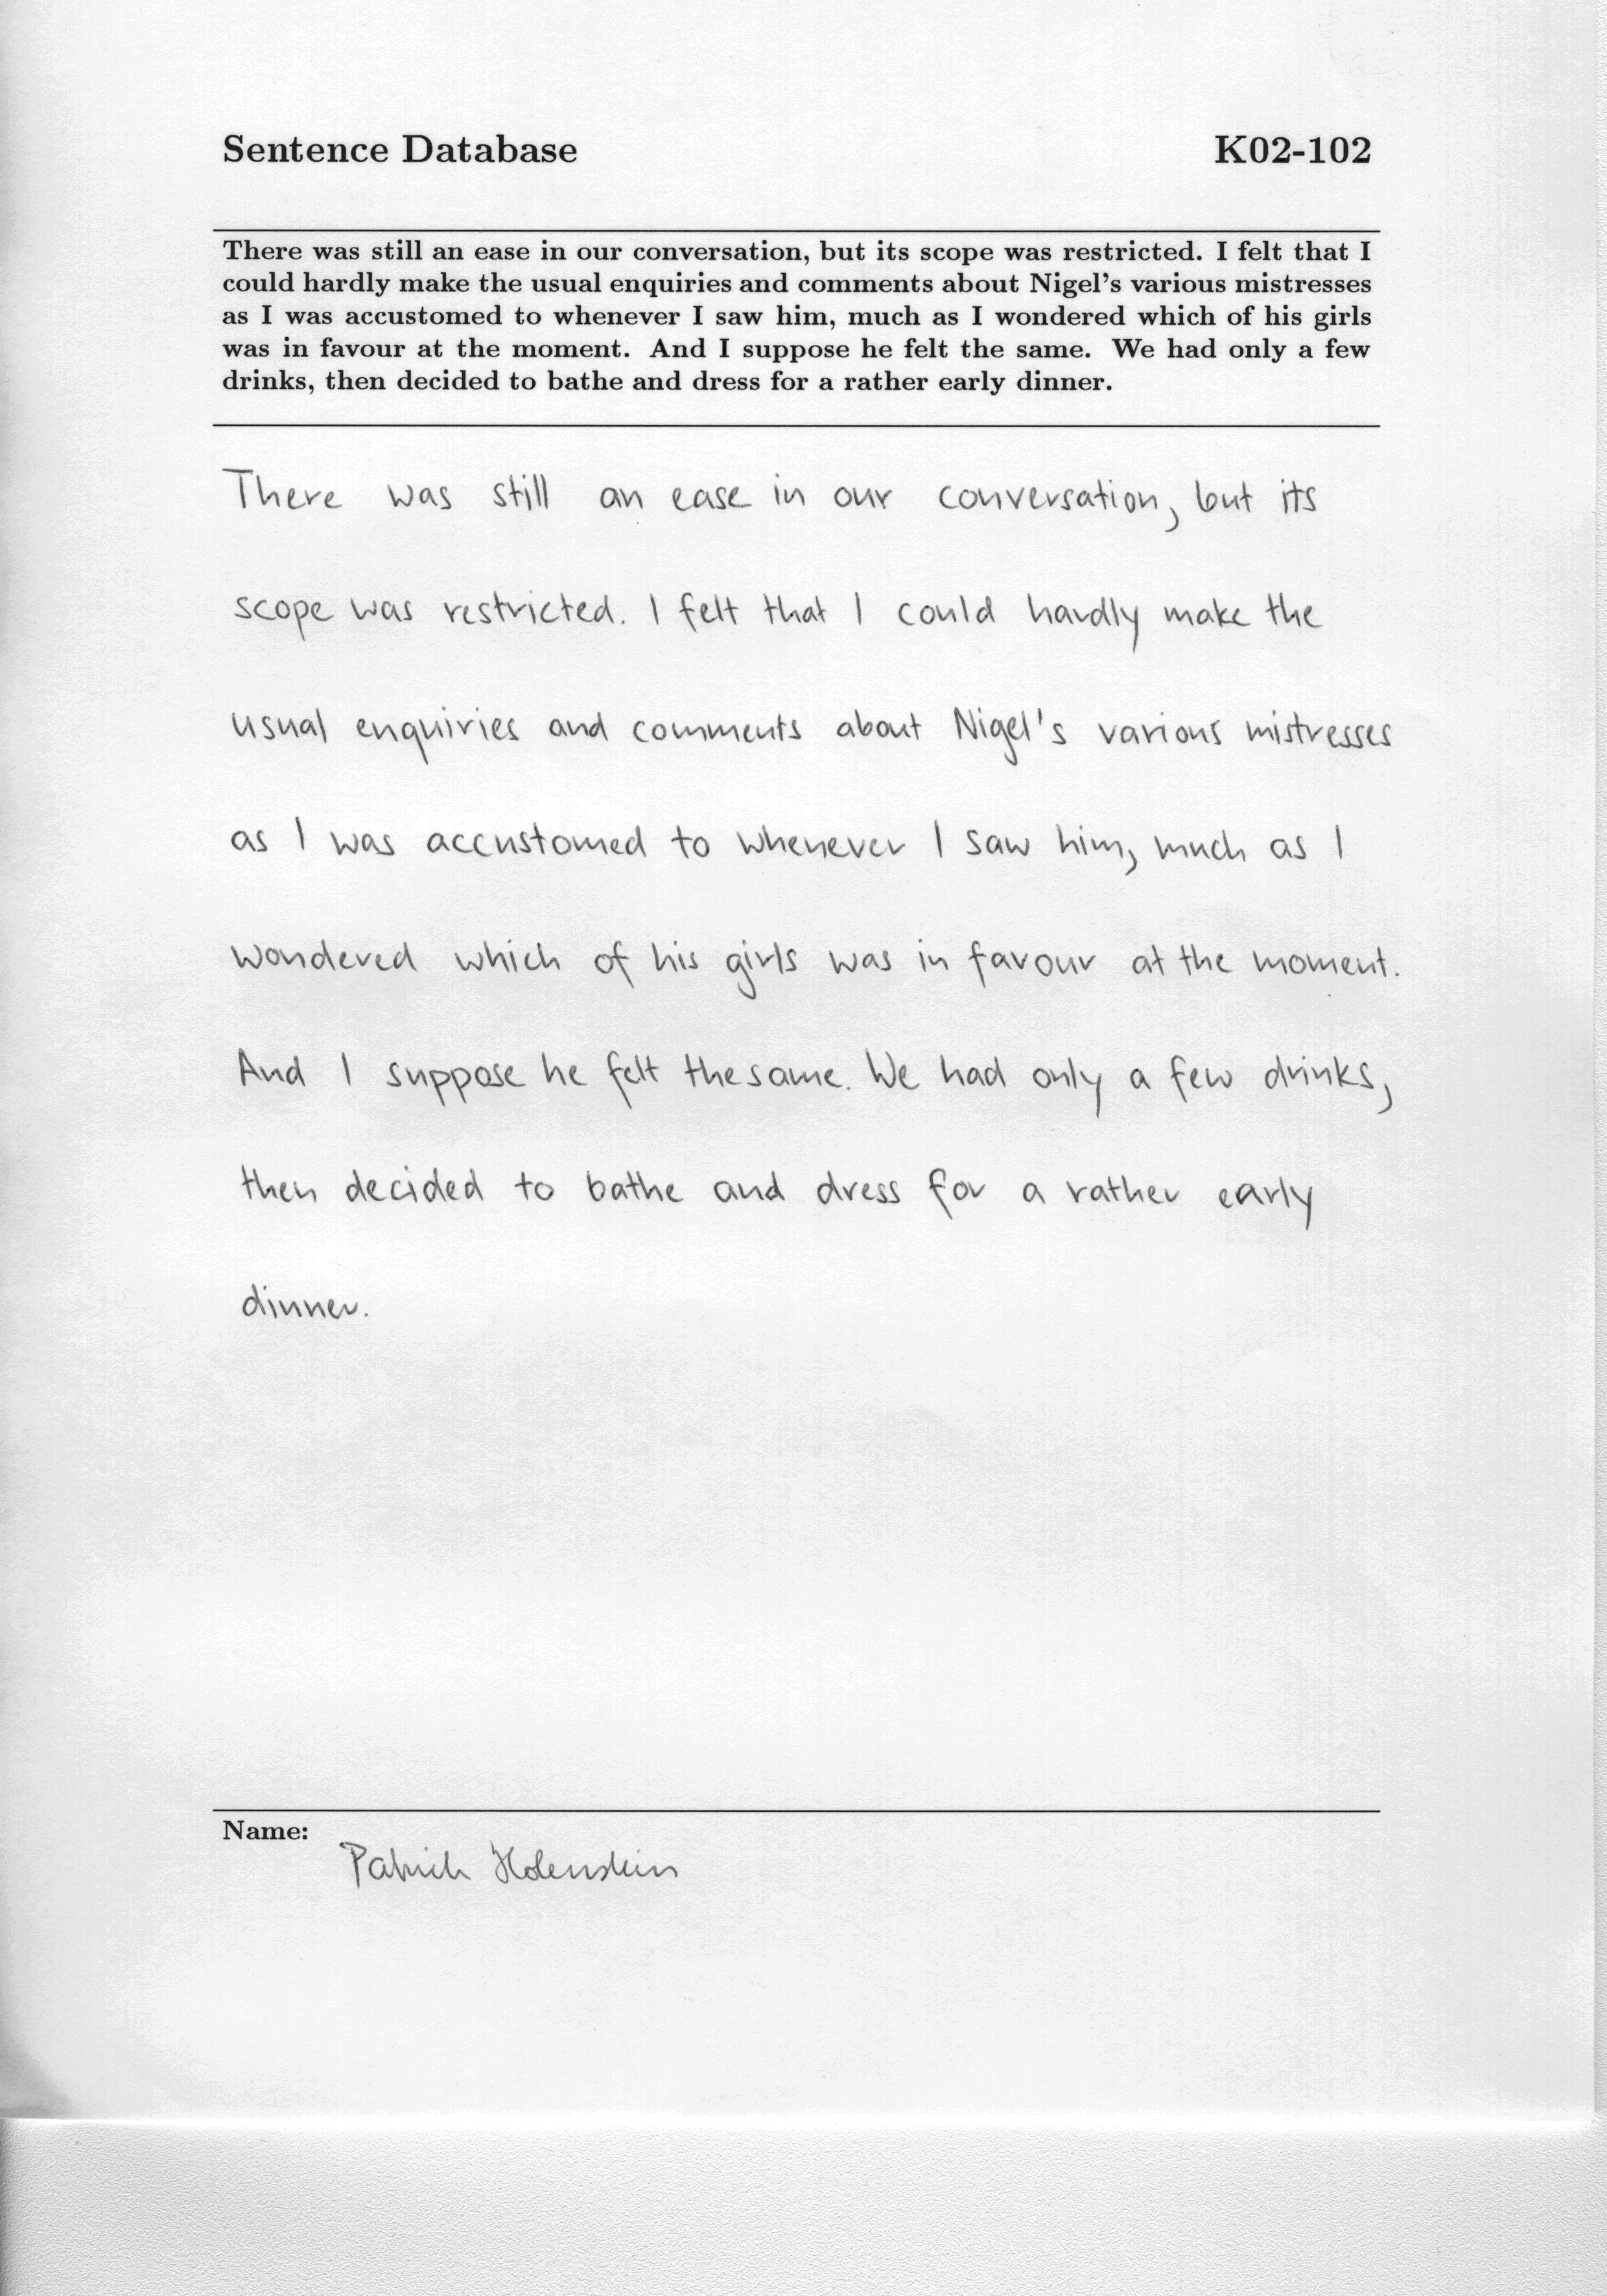 Sentence Database K02-102
There was still an ease in our conversation, but its scope was restricted. I felt that I
could hardly make the usual enquiries and comments about Nigel's various mistresses
as I was accustomed to whenever I saw him, much as I wondered which of his girls
was in favour at the moment. And I suppose he felt the same. We had only a few
drinks, then decided to bathe and dress for a rather early dinner.
There was still an ease in our conversation, but its
scope was restricted. I felt that I could hardly make the
usual enquiries and comments about Nigel's various mistresses
as I was accustomed to whenever I saw him, much as I
wondered which of his girls was in favour at the moment.
And I suppose he felt the same. We had only a few drinks,
then decided to bathe and dress for a rather early
dinner.
Name:
Patrick Holenstein